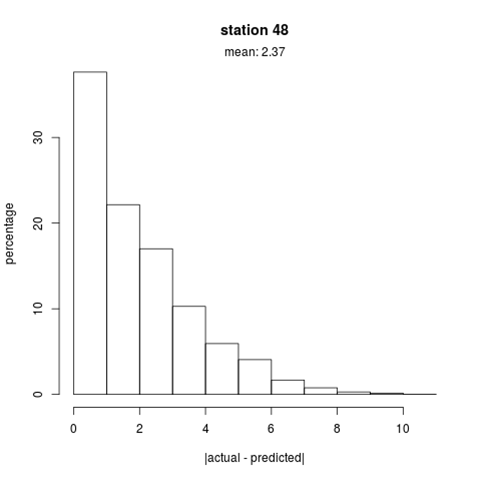 station 48
mean: 2.37
percentage
30
20
10
0
0 2 4 6 8 10
|actual - predicted|